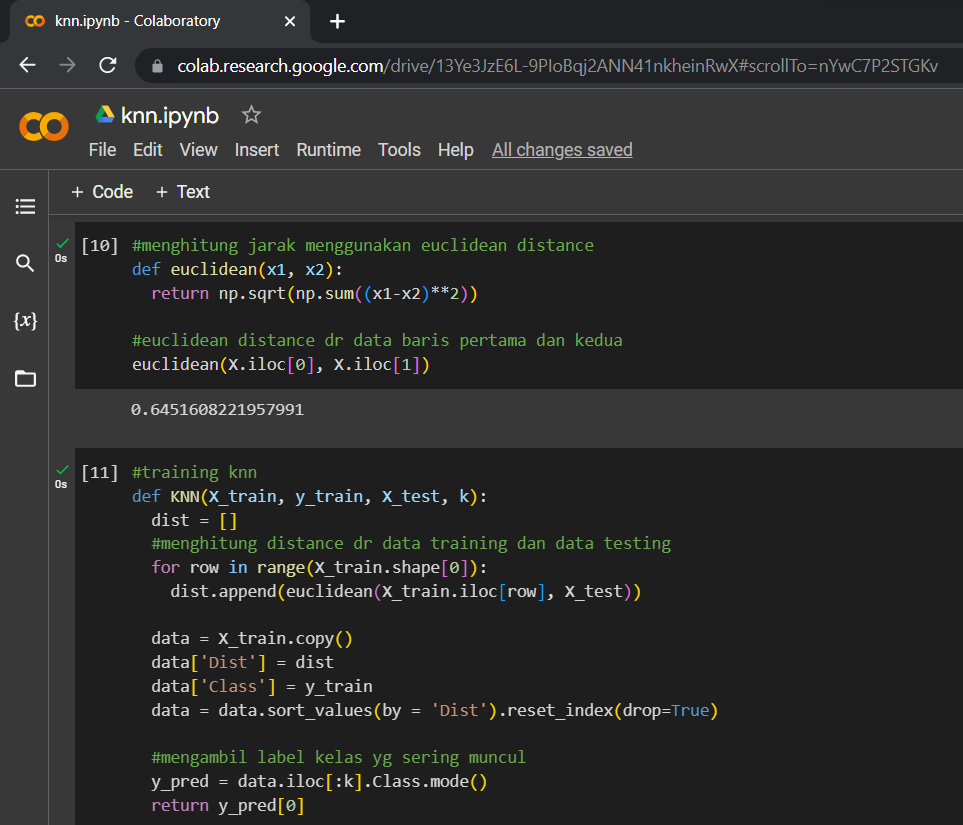 knn.ipynb - Colaboratory
colab.research.google.com/drive/13Ye3JzE6L-9PIoBqj2ANN41nkheinRwX#scrollTo=nYwC7P2STGKv
knn.ipynb
File Edit View Insert Runtime Tools Help All changes saved
+ Code + Text
[10] #menghitung jarak menggunakan euclidean distance
0s
def euclidean(x1, x2):
return np.sqrt(np.sum((x1-x2)**2))
{x}
#euclidean distance dr data baris pertama dan kedua
euclidean(X.iloc[0], X.iloc[1])
0.6451608221957991
[11] #training knn
0s
def KNN(X_train, y_train, X_test, k):
dist = []
#menghitung distance dr data training dan data testing
for row in range(X_train.shape[0]):
dist.append(euclidean(X_train.iloc[row], X_test))
data = X_train.copy()
data['Dist'] = dist
data['Class'] = y_train
data = data.sort_values(by = 'Dist').reset_index(drop=True)
#mengambil label kelas yg sering muncul
y_pred = data.iloc[:k].Class.mode()
return y_pred[0]